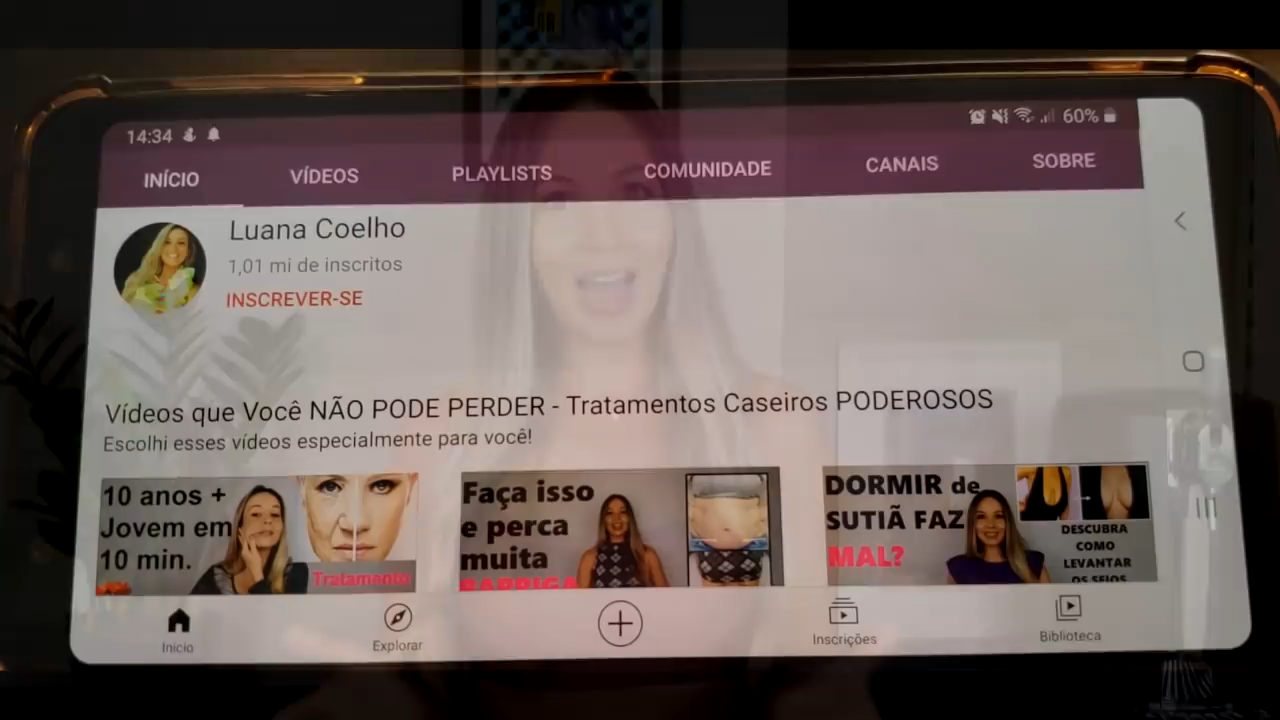 14:34
60%
INÍCIO VÍDEOS PLAYLISTS COMUNIDADE CANAIS SOBRE
Luana Coelho
1,01 mi de inscritos
INSCREVER-SE
Vídeos que Você NÃO PODE PERDER - Tratamentos Caseiros PODEROSOS
Escolhi esses vídeos especialmente para você!
10 anos +
Jovem em
10 min.
Tratamento
Faça isso
e perca
muita
BARRIGA
DORMIR de
SUTIÃ FAZ
MAL?
DESCUBRA
COMO
LEVANTAR
OS SEIOS
Início Explorar Inscrições Biblioteca